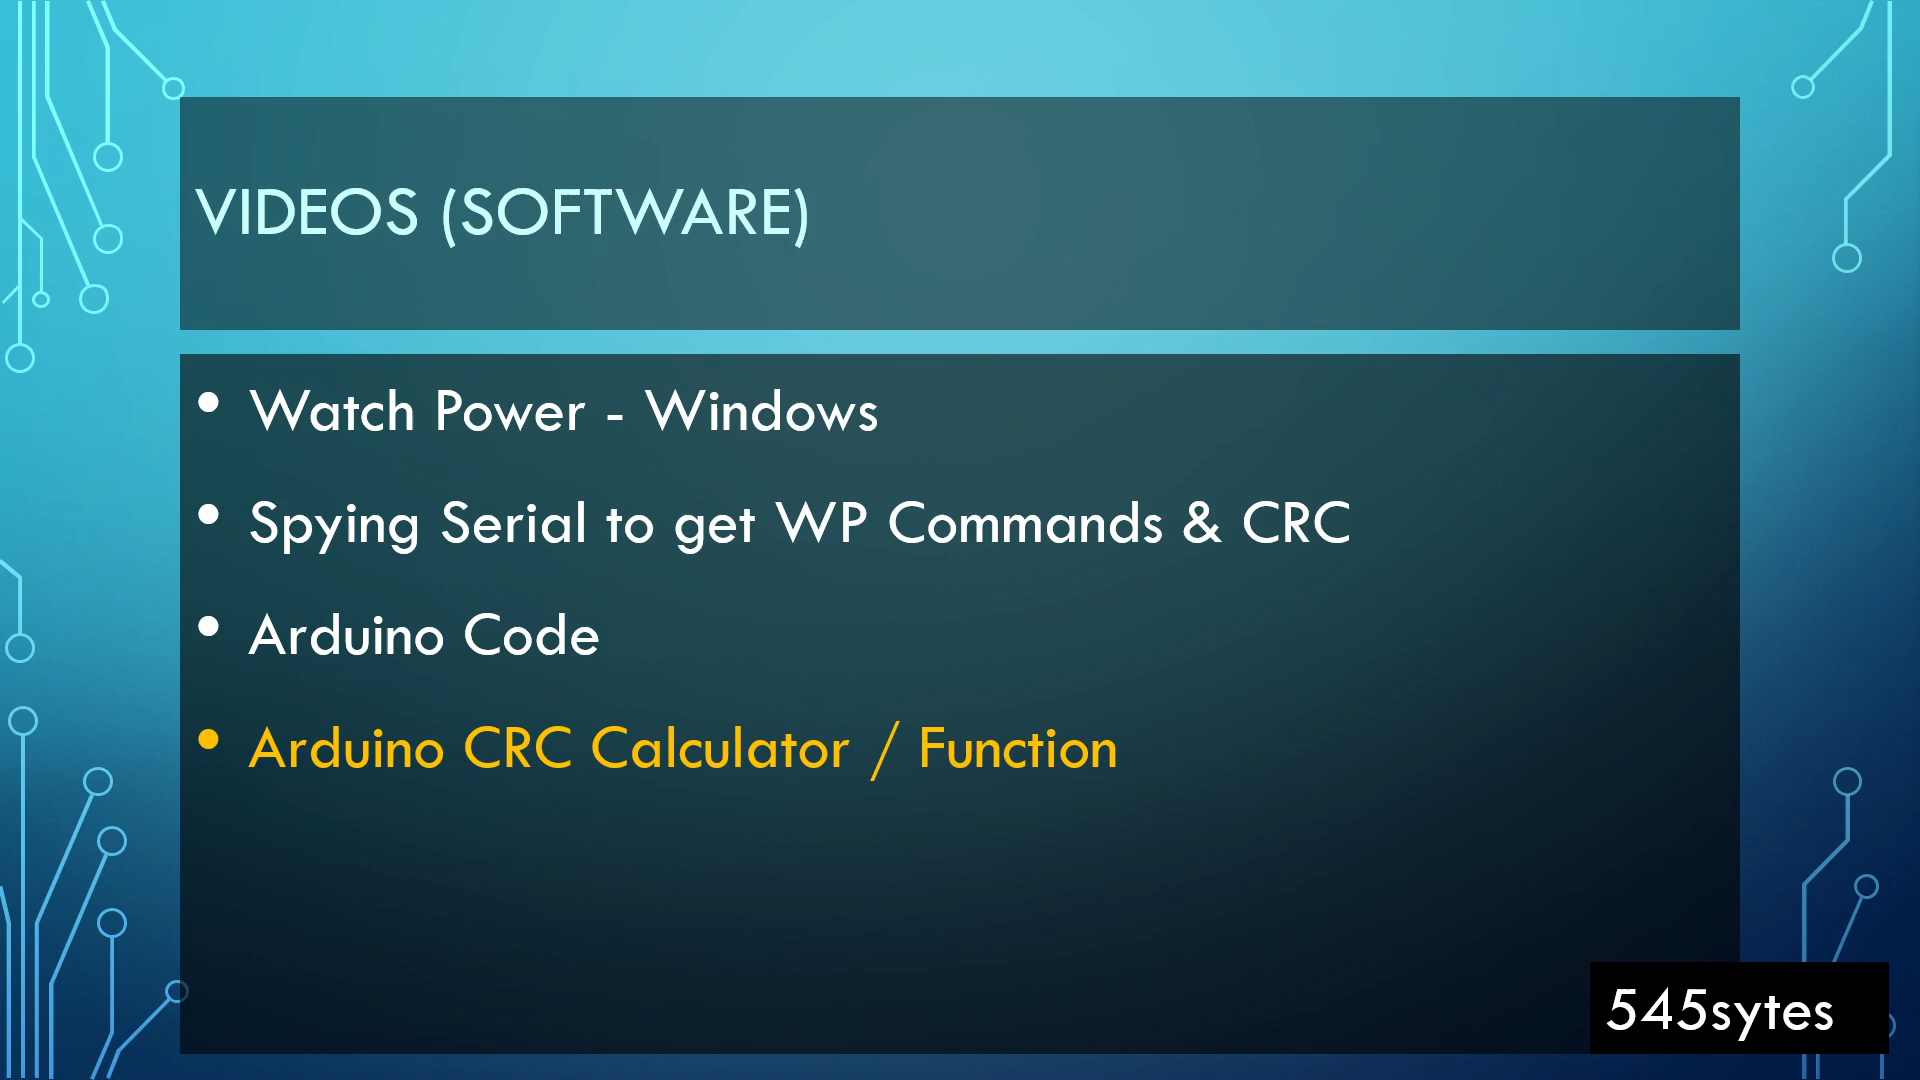 VIDEOS (SOFTWARE)
• Watch Power - Windows
• Spying Serial to get WP Commands & CRC
• Arduino Code
• Arduino CRC Calculator / Function
545sytes